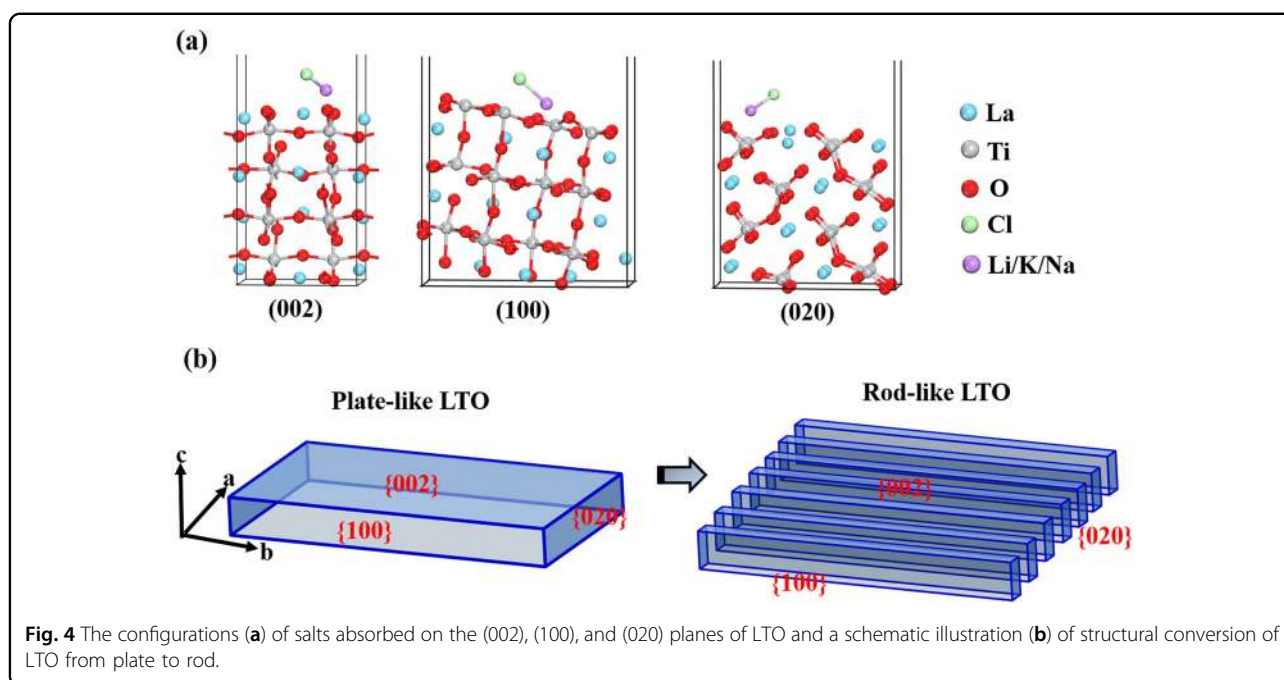 (a)
La
Ti
O
Cl
Li/K/Na
(002)
(100)
(020)
(b)
Plate-like LTO
Rod-like LTO
c
a
b
{002}
{100}
{020}
{002}
{020}
{100}
Fig. 4 The configurations (a) of salts absorbed on the (002), (100), and (020) planes of LTO and a schematic illustration (b) of structural conversion of
LTO from plate to rod.